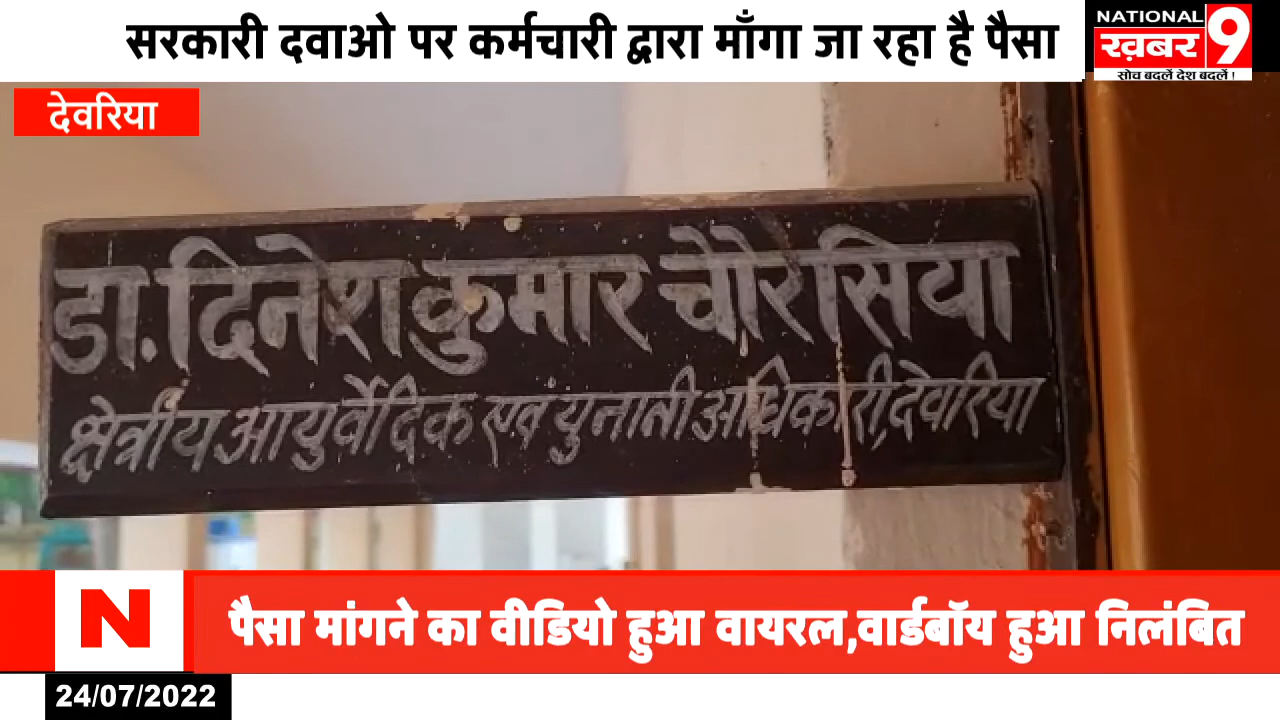 सरकारी दवाओ पर कर्मचारी द्वारा माँगा जा रहा है पैसा
NATIONAL
ख़बर 9
सोच बदलें देश बदलें !
देवरिया
डा. दिनेश कुमार चौरसिया
क्षेत्रीय आयुर्वेदिक एवं युनानी अधिकारी, देवरिया
N
पैसा मांगने का वीडियो हुआ वायरल,वार्डबॉय हुआ निलंबित
24/07/2022